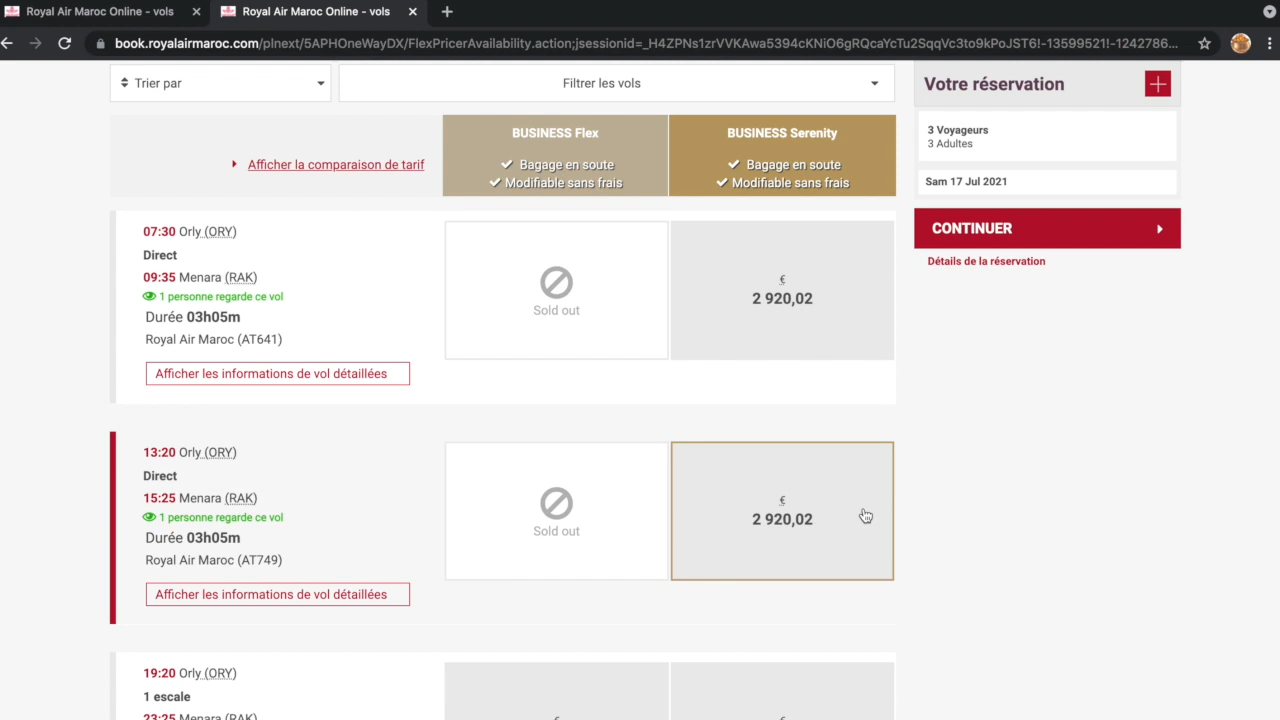 Royal Air Maroc Online - vols
Royal Air Maroc Online - vols
book.royalairmaroc.com/plnext/5APHOneWayDX/FlexPricerAvailability.action;jsessionid=_H4ZPNs1zrVVKAwa5394cKNiO6gRQcaYcTu2SqqVc3to9kPoJST6!-13599521!-1242786...
Trier par
Filtrer les vols
Votre réservation
BUSINESS Flex
BUSINESS Serenity
3 Voyageurs
3 Adultes
Afficher la comparaison de tarif
Bagage en soute
Modifiable sans frais
Bagage en soute
Modifiable sans frais
Sam 17 Jul 2021
CONTINUER
Détails de la réservation
07:30 Orly (ORY)
Direct
09:35 Menara (RAK)
1 personne regarde ce vol
Durée 03h05m
Royal Air Maroc (AT641)
Afficher les informations de vol détaillées
Sold out
€
2 920,02
13:20 Orly (ORY)
Direct
15:25 Menara (RAK)
1 personne regarde ce vol
Durée 03h05m
Royal Air Maroc (AT749)
Afficher les informations de vol détaillées
Sold out
€
2 920,02
19:20 Orly (ORY)
1 escale
23:25 Menara (RAK)
€
€